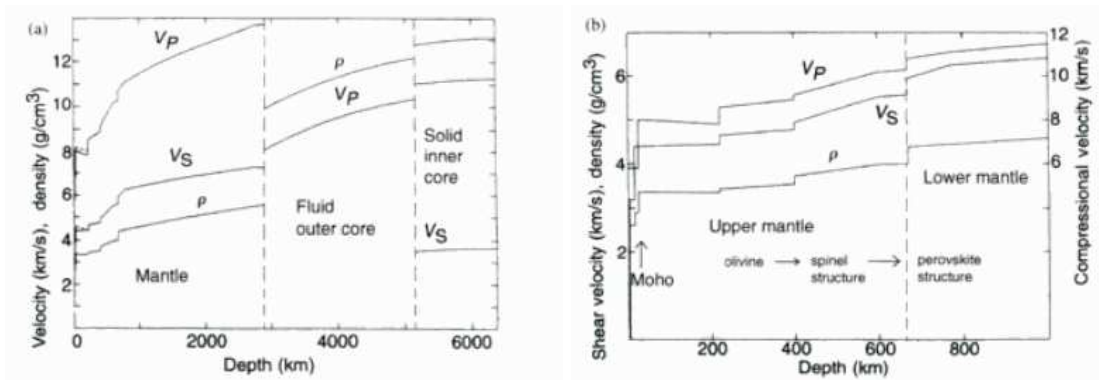 (a)
Velocity (km/s), density (g/cm³)
12
10
8
6
4
2
V_P
V_S
ρ
Mantle
ρ
V_P
Fluid
outer core
Solid
inner
core
V_S
0 2000 4000 6000
Depth (km)
(b)
Shear velocity (km/s), density (g/cm³)
6
4
2
V_P
V_S
ρ
Lower mantle
Upper mantle
olivine → spinel structure → perovskite structure
Moho
200 400 600 800
Depth (km)
12
10
8
6
Compressional velocity (km/s)